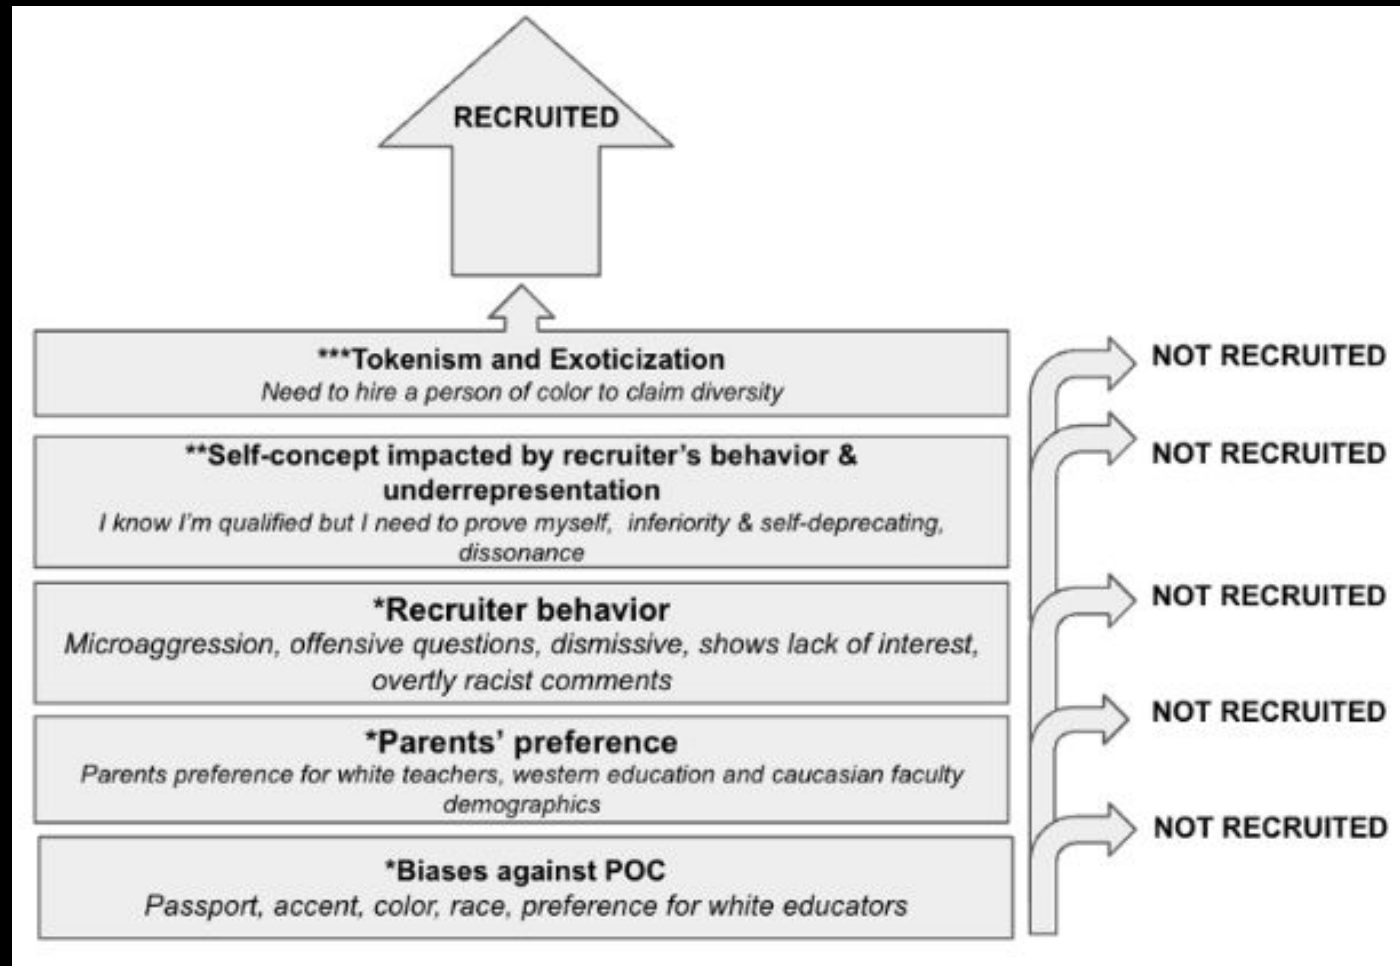 RECRUITED
***Tokenism and Exoticization
Need to hire a person of color to claim diversity
NOT RECRUITED
**Self-concept impacted by recruiter's behavior &
underrepresentation
I know I'm qualified but I need to prove myself, inferiority & self-deprecating,
dissonance
NOT RECRUITED
*Recruiter behavior
Microaggression, offensive questions, dismissive, shows lack of interest,
overtly racist comments
NOT RECRUITED
*Parents' preference
Parents preference for white teachers, western education and caucasian faculty
demographics
NOT RECRUITED
*Biases against POC
Passport, accent, color, race, preference for white educators
NOT RECRUITED